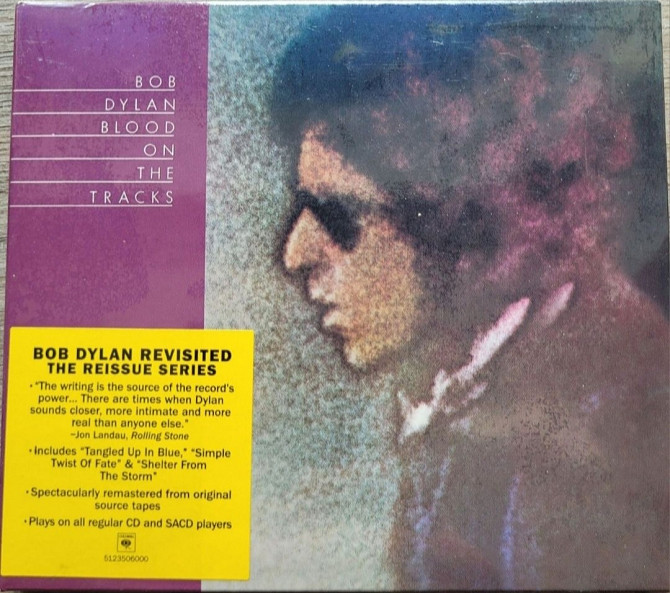 BOB
DYLAN
BLOOD
ON
THE
TRACKS
BOB DYLAN REVISITED
THE REISSUE SERIES
• "The writing is the source of the record's
power... There are times when Dylan
sounds closer, more intimate and more
real than anyone else."
–Jon Landau, Rolling Stone
• Includes "Tangled Up In Blue," "Simple
Twist Of Fate" & "Shelter From
The Storm"
• Spectacularly remastered from original
source tapes
• Plays on all regular CD and SACD players
COLUMBIA
5123506000